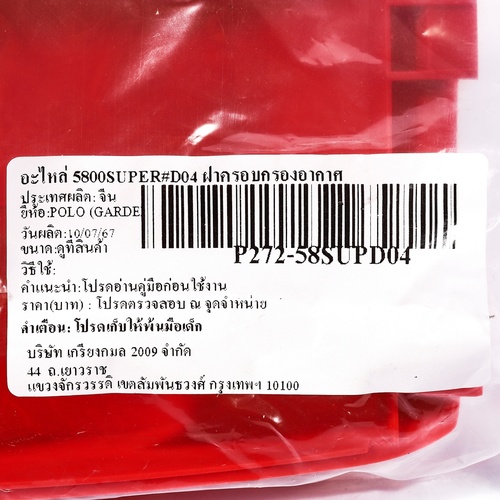 อะไหล่ 5800SUPER#D04 ฝาครอบกรองอากาศ
ประเทศผลิต: จีน
ยี่ห้อ:POLO (GARDE
วันผลิต:10/07/67
ขนาด:ดูที่สินค้า
P272-58SUPD04
วิธีใช้:
คำแนะนำ:โปรดอ่านคู่มือก่อนใช้งาน
ราคา(บาท) : โปรดตรวจสอบ ณ จุดจำหน่าย
คำเตือน: โปรดเก็บให้พ้นมือเด็ก
บริษัท เกรียงกมล 2009 จำกัด
44 ถ.เยาวราช
แขวงจักรวรรดิ เขตสัมพันธวงศ์ กรุงเทพฯ 10100